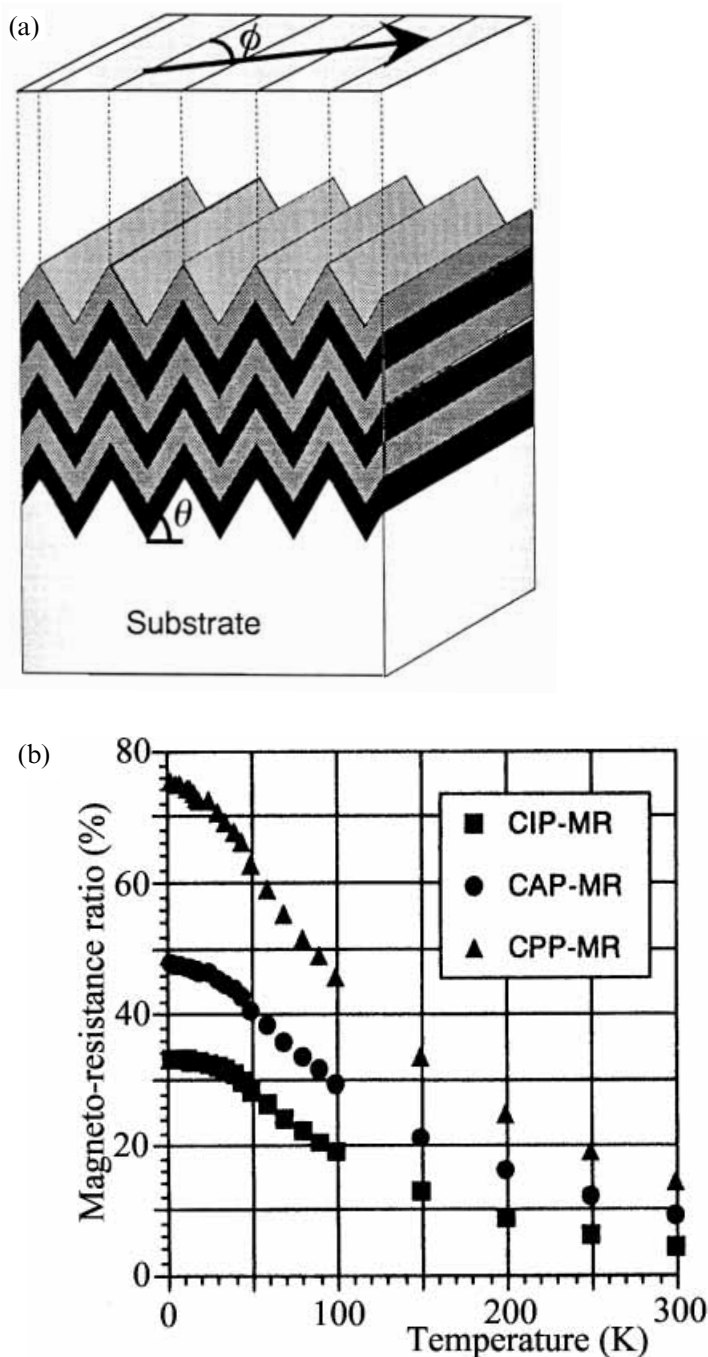 (a)
ϕ
θ
Substrate
(b)
Magneto-resistance ratio (%)
80
60
40
20
0
CIP-MR
CAP-MR
CPP-MR
0
100
200
300
Temperature (K)